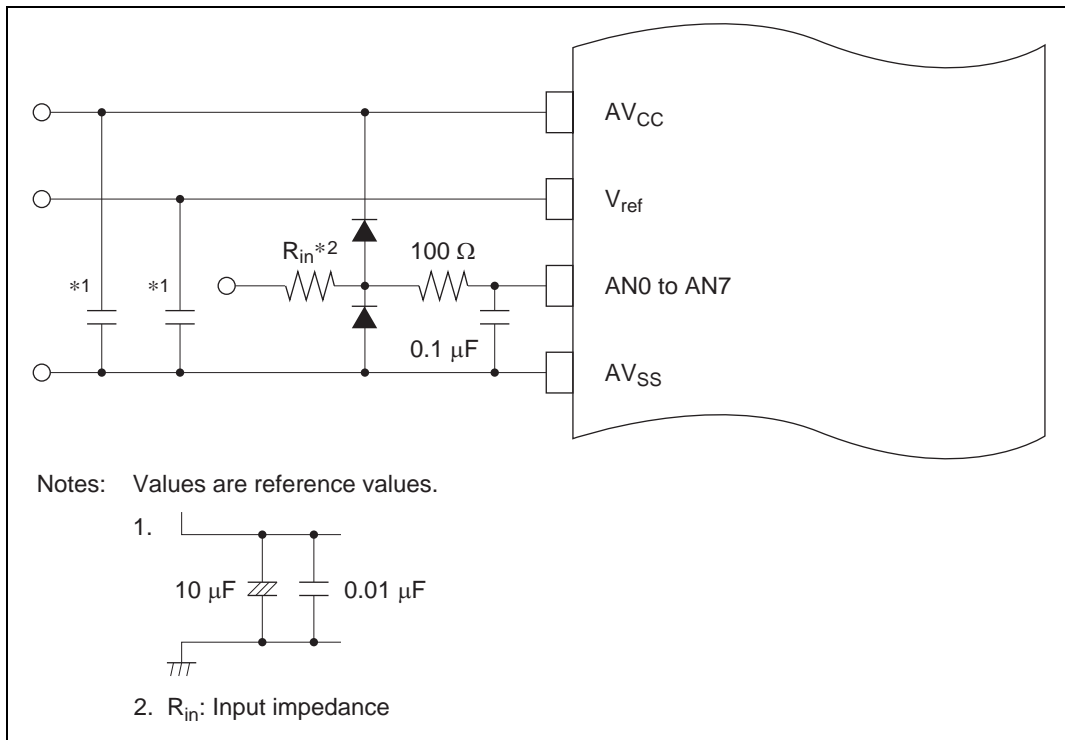 AVCC
Vref
Rin*2
100 Ω
*1
*1
AN0 to AN7
0.1 μF
AVSS
Notes: Values are reference values.
1.
10 μF
0.01 μF
2. Rin: Input impedance